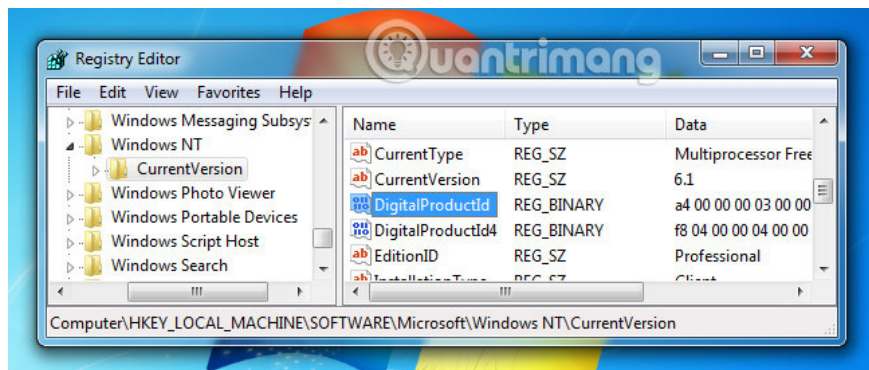 Registry Editor
Quantrimang
File Edit View Favorites Help
Windows Messaging Subsys
Windows NT
CurrentVersion
Windows Photo Viewer
Windows Portable Devices
Windows Script Host
Windows Search
Name Type Data
CurrentType REG_SZ Multiprocessor Free
CurrentVersion REG_SZ 6.1
DigitalProductId REG_BINARY a4 00 00 00 03 00 00
DigitalProductId4 REG_BINARY f8 04 00 00 04 00 00
EditionID REG_SZ Professional
InstallationType REG_SZ Client
Computer\HKEY_LOCAL_MACHINE\SOFTWARE\Microsoft\Windows NT\CurrentVersion